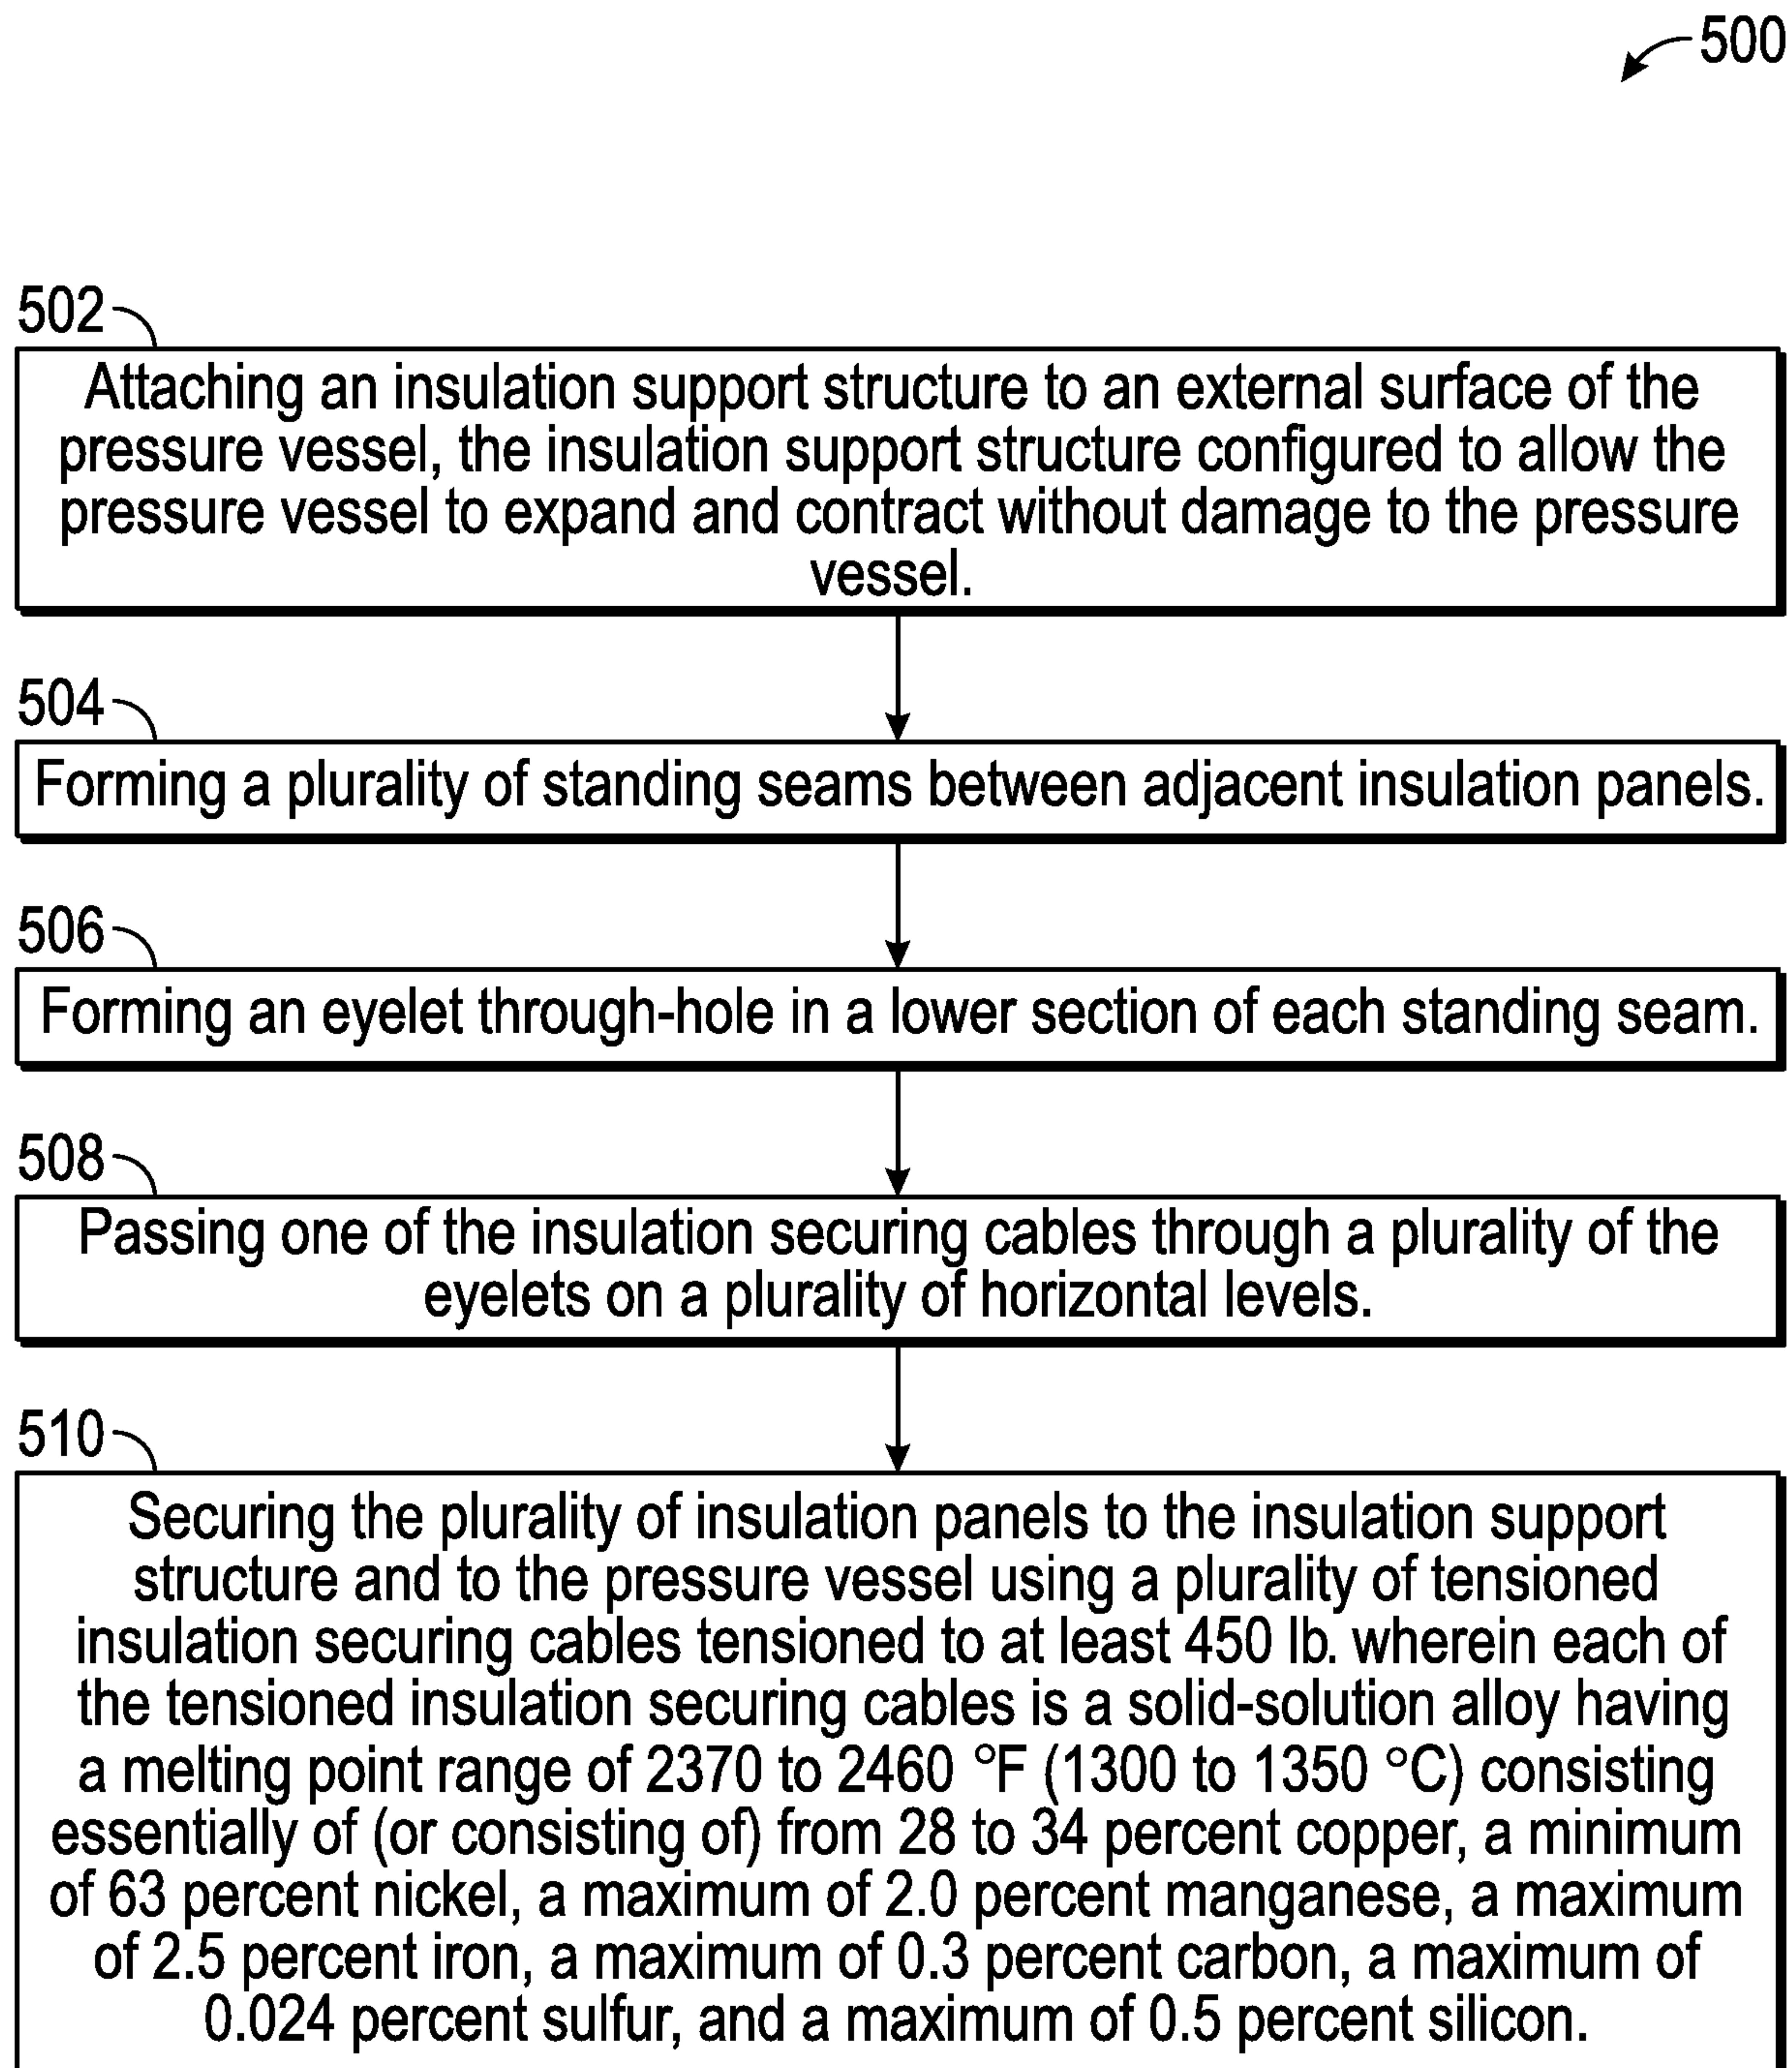 500
502
Attaching an insulation support structure to an external surface of the
pressure vessel, the insulation support structure configured to allow the
pressure vessel to expand and contract without damage to the pressure
vessel.
504
Forming a plurality of standing seams between adjacent insulation panels.
506
Forming an eyelet through-hole in a lower section of each standing seam.
508
Passing one of the insulation securing cables through a plurality of the
eyelets on a plurality of horizontal levels.
510
Securing the plurality of insulation panels to the insulation support
structure and to the pressure vessel using a plurality of tensioned
insulation securing cables tensioned to at least 450 lb. wherein each of
the tensioned insulation securing cables is a solid-solution alloy having
a melting point range of 2370 to 2460 °F (1300 to 1350 °C) consisting
essentially of (or consisting of) from 28 to 34 percent copper, a minimum
of 63 percent nickel, a maximum of 2.0 percent manganese, a maximum
of 2.5 percent iron, a maximum of 0.3 percent carbon, a maximum of
0.024 percent sulfur, and a maximum of 0.5 percent silicon.